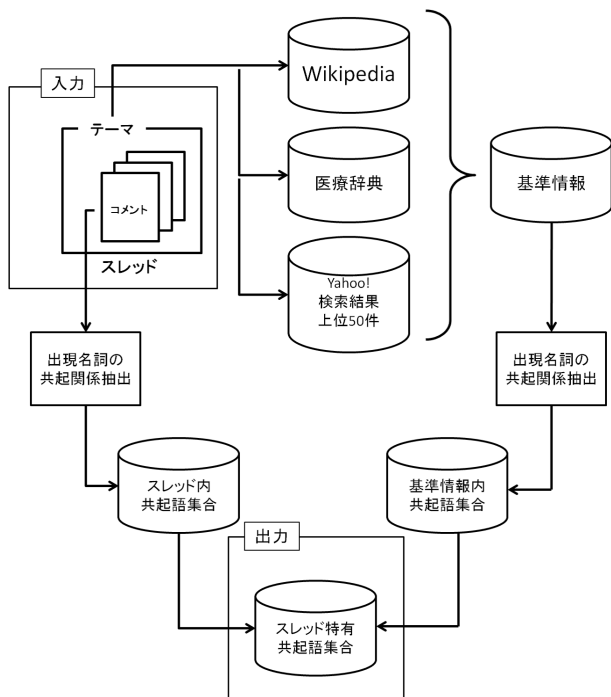 入力
テーマ
コメント
スレッド
Wikipedia
医療辞典
Yahoo!
検索結果
上位50件
基準情報
出現名詞の
共起関係抽出
出現名詞の
共起関係抽出
スレッド内
共起語集合
基準情報内
共起語集合
出力
スレッド特有
共起語集合